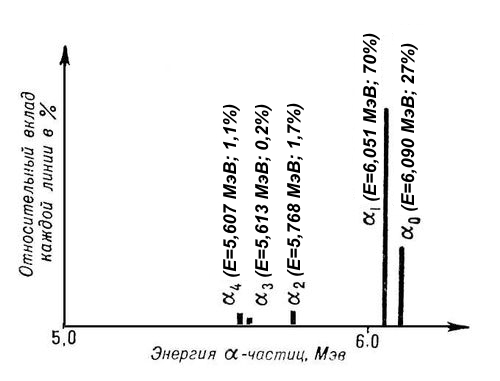 Относительный вклад
каждой линии в %
α4 (E=5,607 МэВ; 1,1%)
α3 (E=5,613 МэВ; 0,2%)
α2 (E=5,768 МэВ; 1,7%)
α1 (E=6,051 МэВ; 70%)
α0 (E=6,090 МэВ; 27%)
5,0
6.0
Энергия α-частиц, Мэв